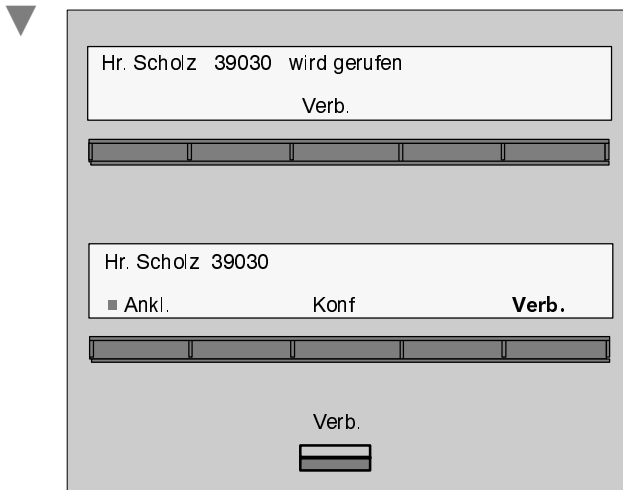 Hr. Scholz 39030 wird gerufen
Verb.
Hr. Scholz 39030
Ankl. Konf Verb.
Verb.